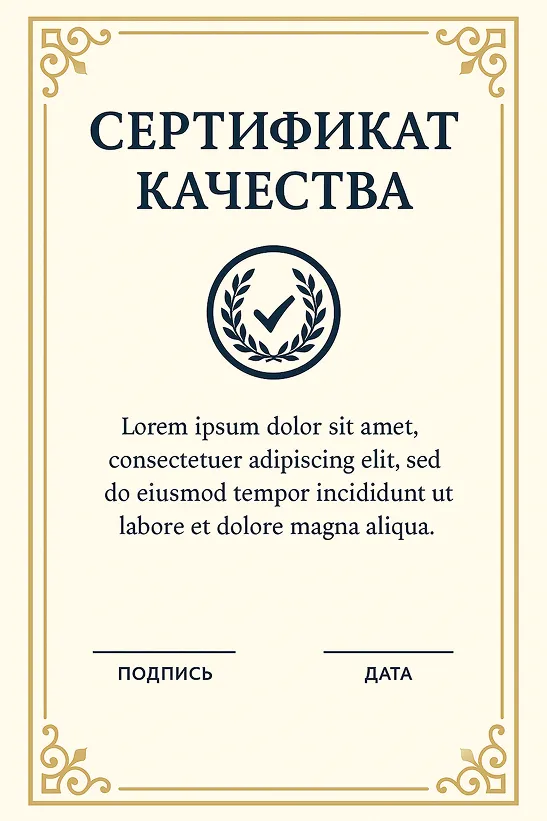 СЕРТИФИКАТ
КАЧЕСТВА
Lorem ipsum dolor sit amet,
consectetuer adipiscing elit, sed
do eiusmod tempor incididunt ut
labore et dolore magna aliqua.
ПОДПИСЬ
ДАТА